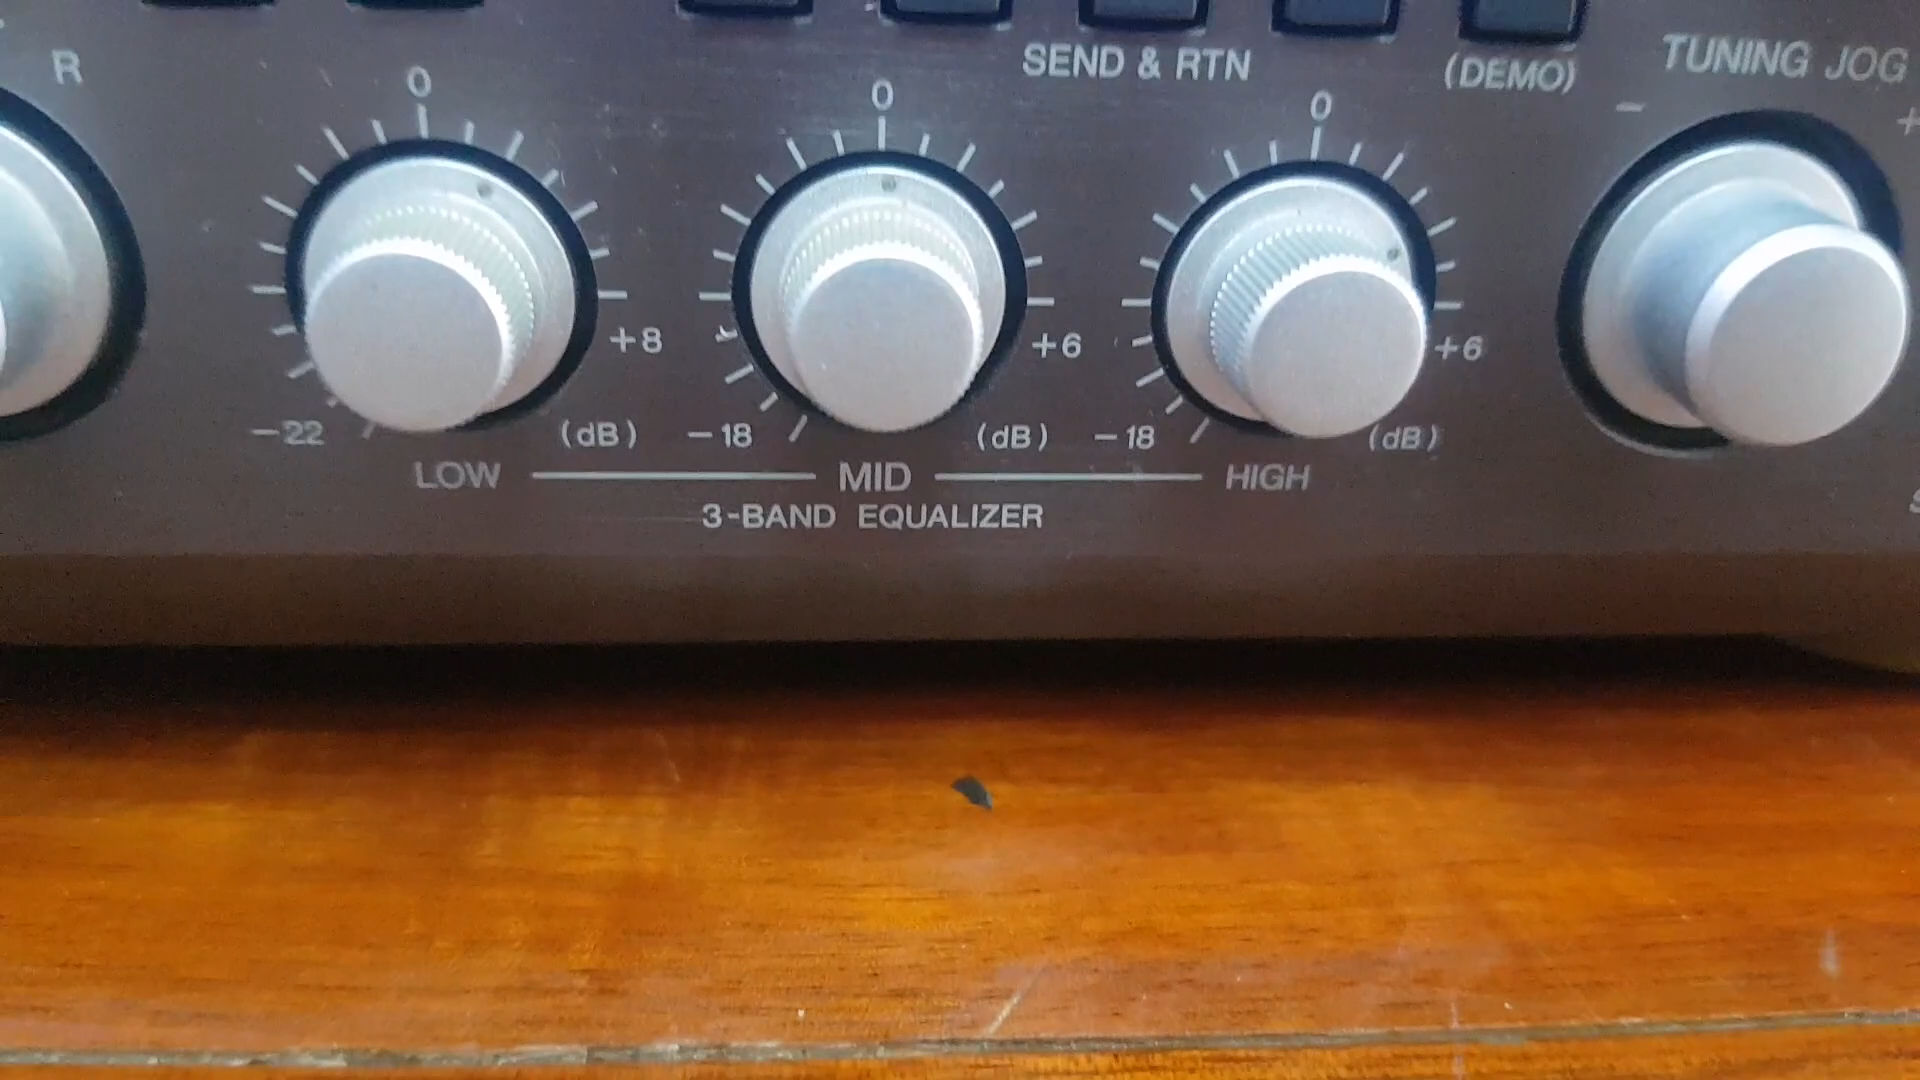 R
SEND & RTN
(DEMO)
TUNING JOG
0
0
0
−
+
+8
+6
+6
−22
(dB)
−18
(dB)
−18
(dB)
LOW
MID
HIGH
3-BAND EQUALIZER